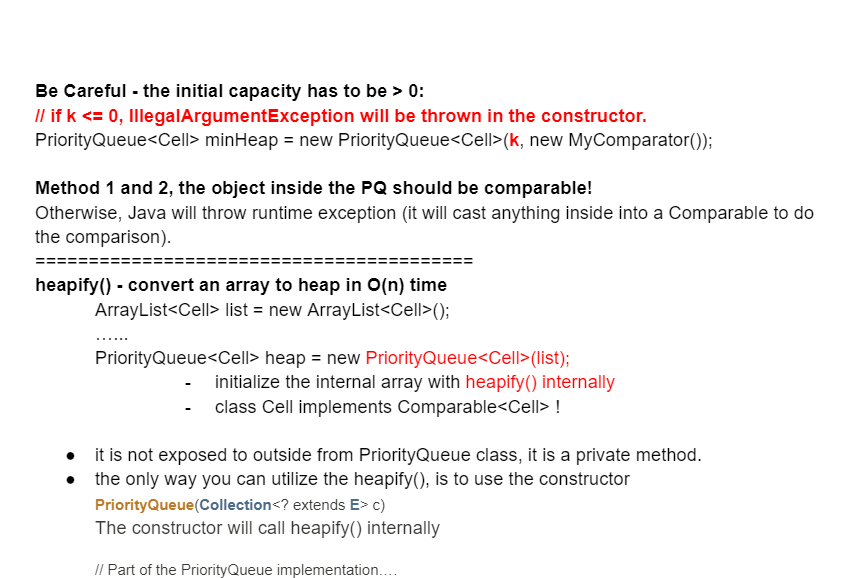 Be Careful - the initial capacity has to be > 0:
// if k <= 0, IllegalArgumentException will be thrown in the constructor.
PriorityQueue<Cell> minHeap = new PriorityQueue<Cell>(k, new MyComparator());
Method 1 and 2, the object inside the PQ should be comparable!
Otherwise, Java will throw runtime exception (it will cast anything inside into a Comparable to do
the comparison).
=========================================
heapify() - convert an array to heap in O(n) time
ArrayList<Cell> list = new ArrayList<Cell>();
……
PriorityQueue<Cell> heap = new PriorityQueue<Cell>(list);
- initialize the internal array with heapify() internally
- class Cell implements Comparable<Cell> !
● it is not exposed to outside from PriorityQueue class, it is a private method.
● the only way you can utilize the heapify(), is to use the constructor
PriorityQueue(Collection<? extends E> c)
The constructor will call heapify() internally
// Part of the PriorityQueue implementation….